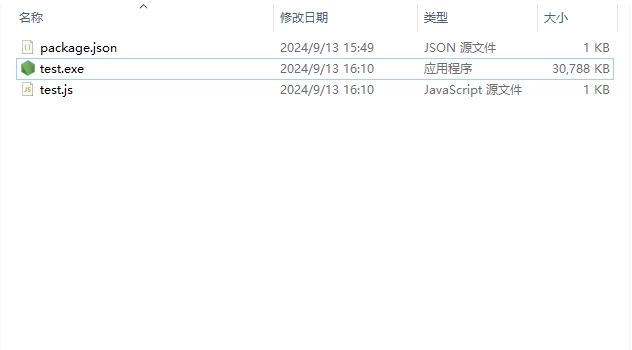 名称 修改日期 类型 大小
package.json 2024/9/13 15:49 JSON 源文件 1 KB
test.exe 2024/9/13 16:10 应用程序 30,788 KB
test.js 2024/9/13 16:10 JavaScript 源文件 1 KB